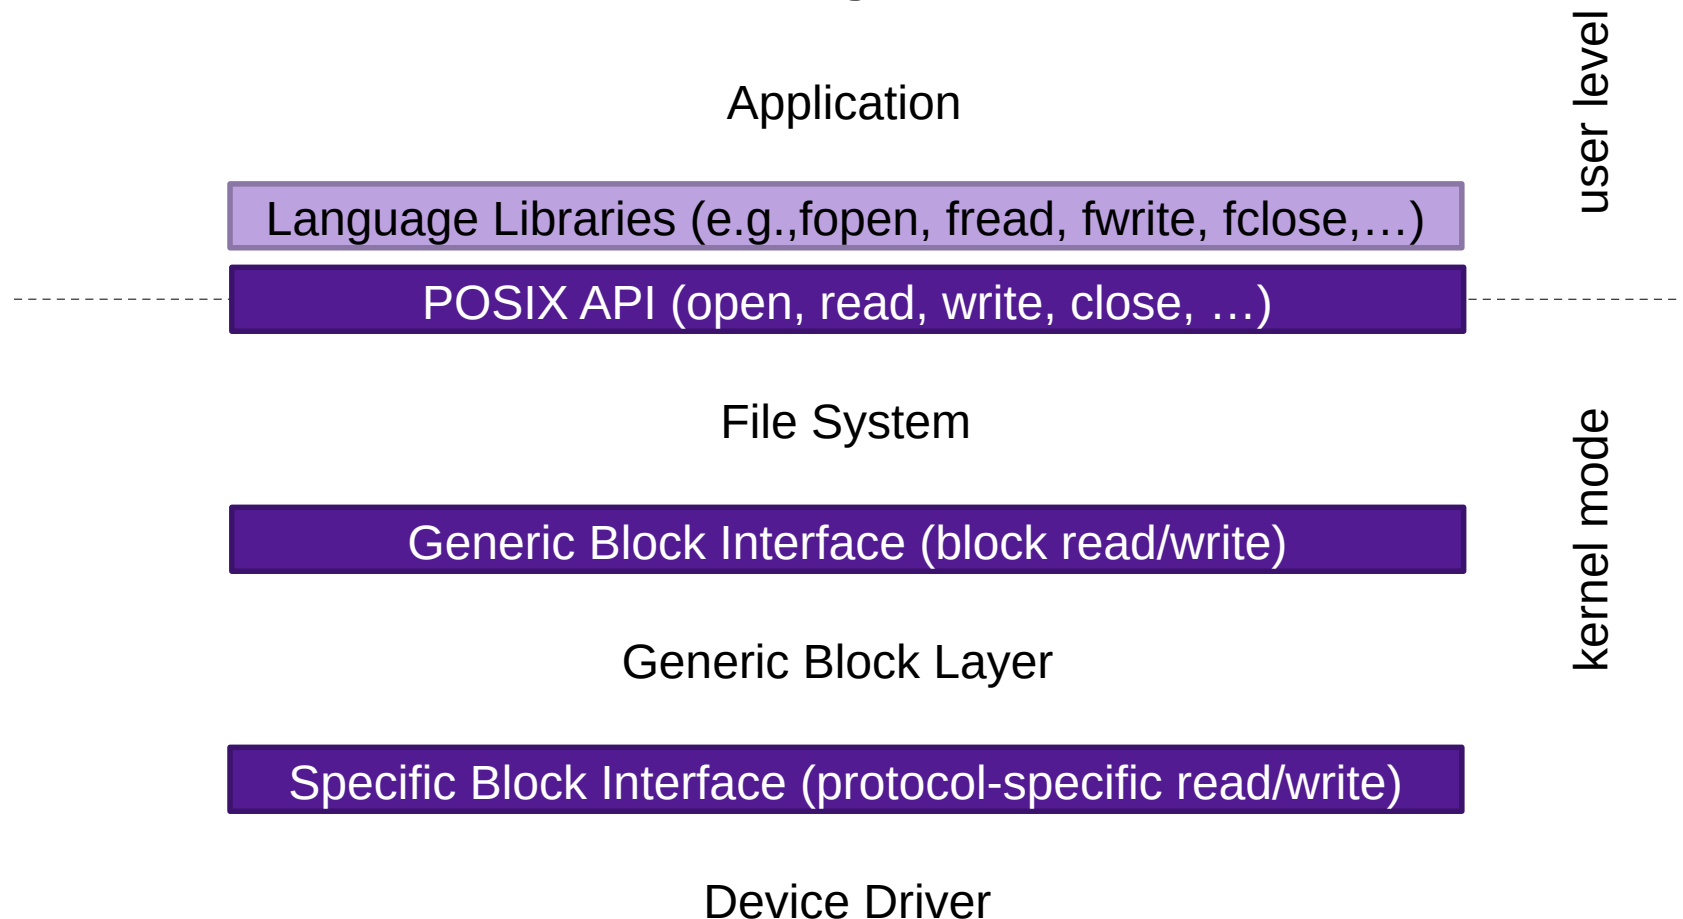 user level
Application
Language Libraries (e.g.,fopen, fread, fwrite, fclose,…)
POSIX API (open, read, write, close, …)
File System
kernel mode
Generic Block Interface (block read/write)
Generic Block Layer
Specific Block Interface (protocol-specific read/write)
Device Driver